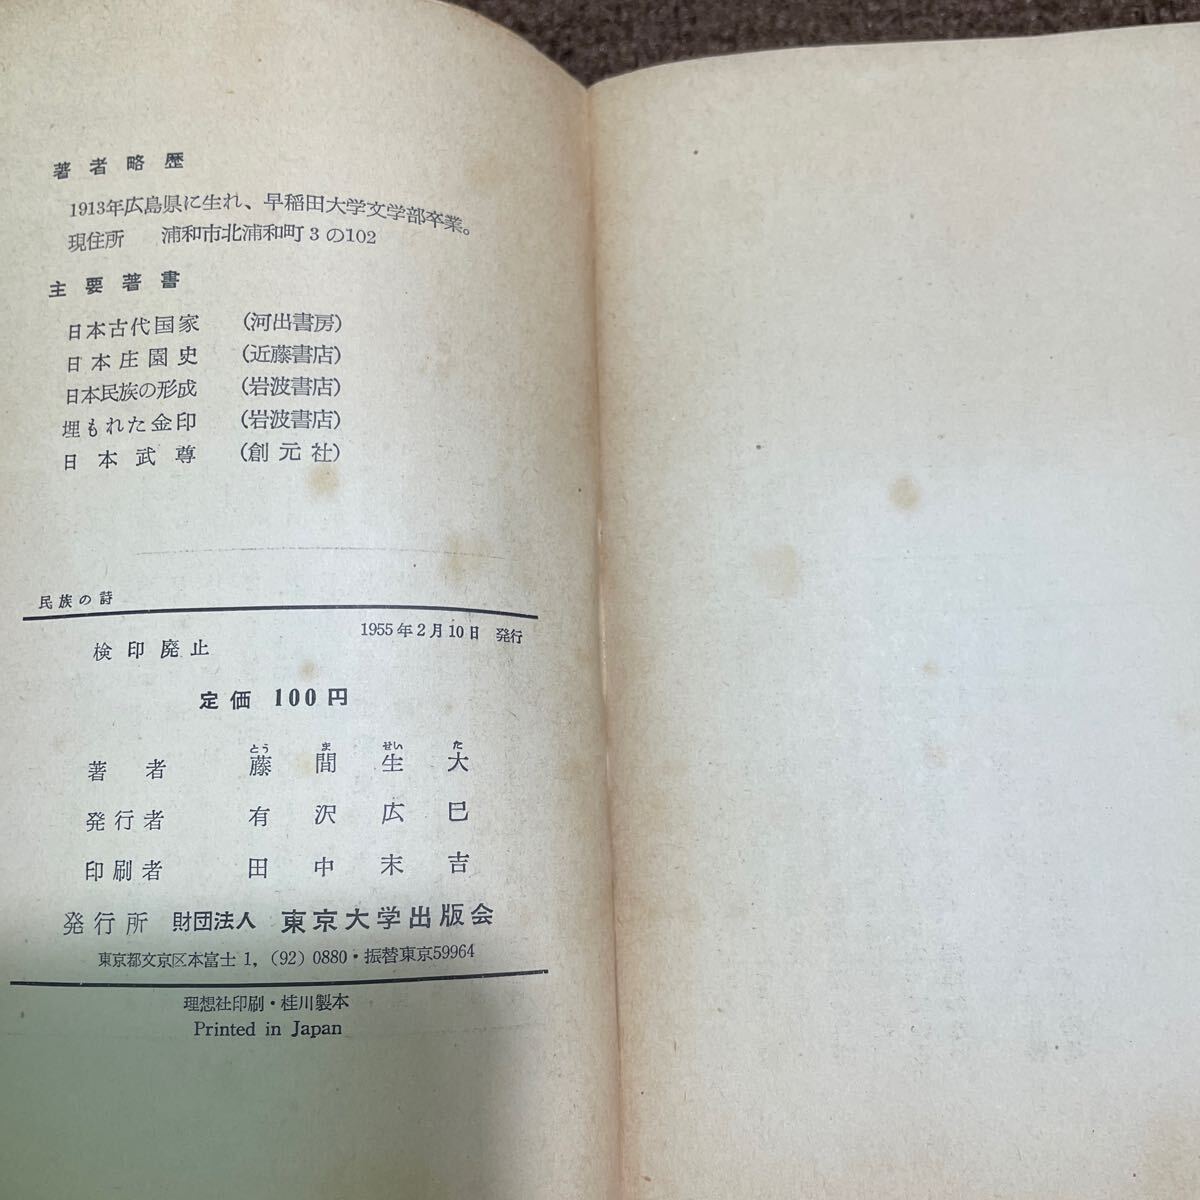 著者略歴
1913年広島県に生れ、早稲田大学文学部卒業。
現住所 浦和市北浦和町3の102
主要著書
日本古代国家 (河出書房)
日本庄園史 (近藤書店)
日本民族の形成 (岩波書店)
埋もれた金印 (岩波書店)
日本武尊 (創元社)
民族の詩
1955年2月10日 発行
検印廃止
定価 100円
とう ま せい た
著者 藤間生大
発行者 有沢広巳
印刷者 田中末吉
発行所 財団法人 東京大学出版会
東京都文京区本富士1, (92) 0880・振替東京59964
理想社印刷・桂川製本
Printed in Japan